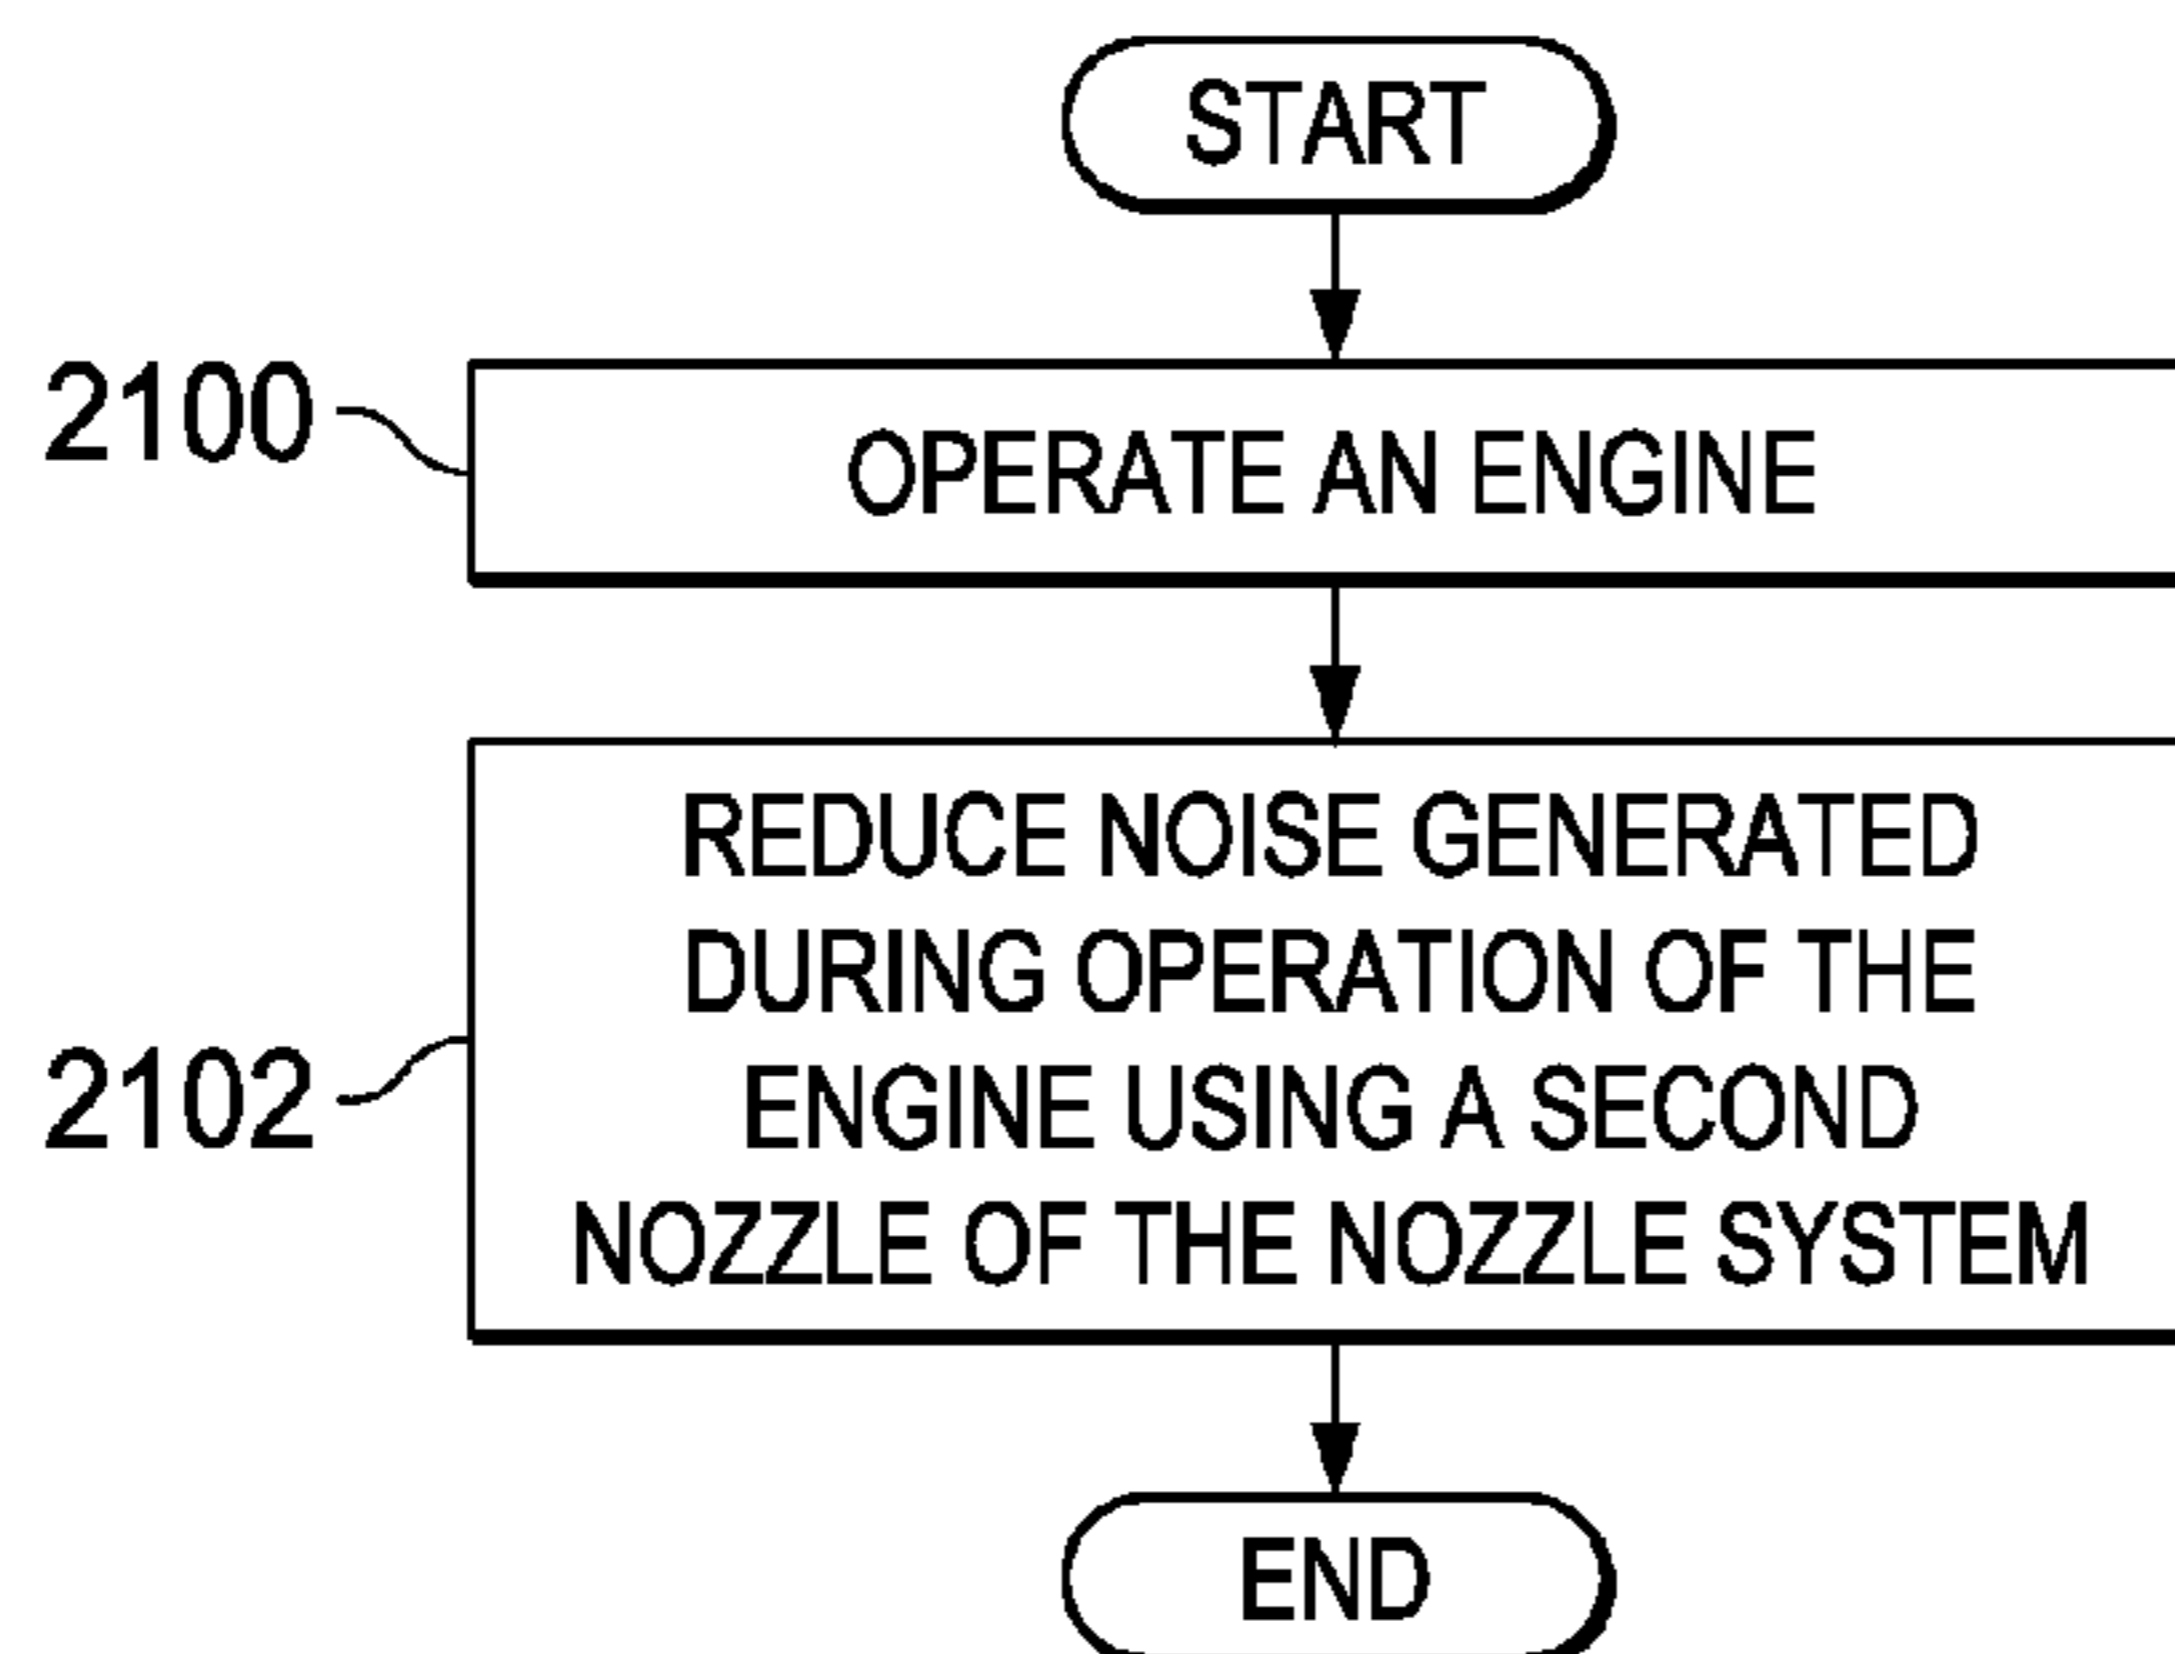 START
2100
OPERATE AN ENGINE
REDUCE NOISE GENERATED
DURING OPERATION OF THE
2102
ENGINE USING A SECOND
NOZZLE OF THE NOZZLE SYSTEM
END